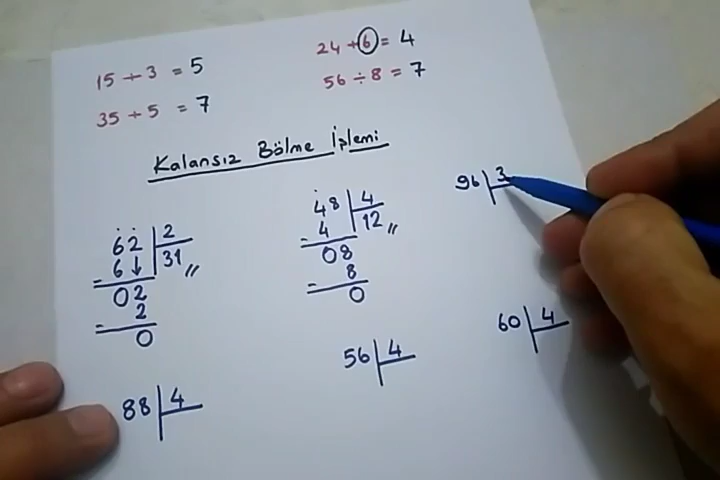 15 ÷ 3 = 5
24 ÷ 6 = 4
35 ÷ 5 = 7
56 ÷ 8 = 7
Kalansız Bölme İşlemi
62 | 2
6 ↓ | 31 //
02
2
0
48 | 4
4 | 12 //
08
8
0
96 | 3
88 | 4
56 | 4
60 | 4